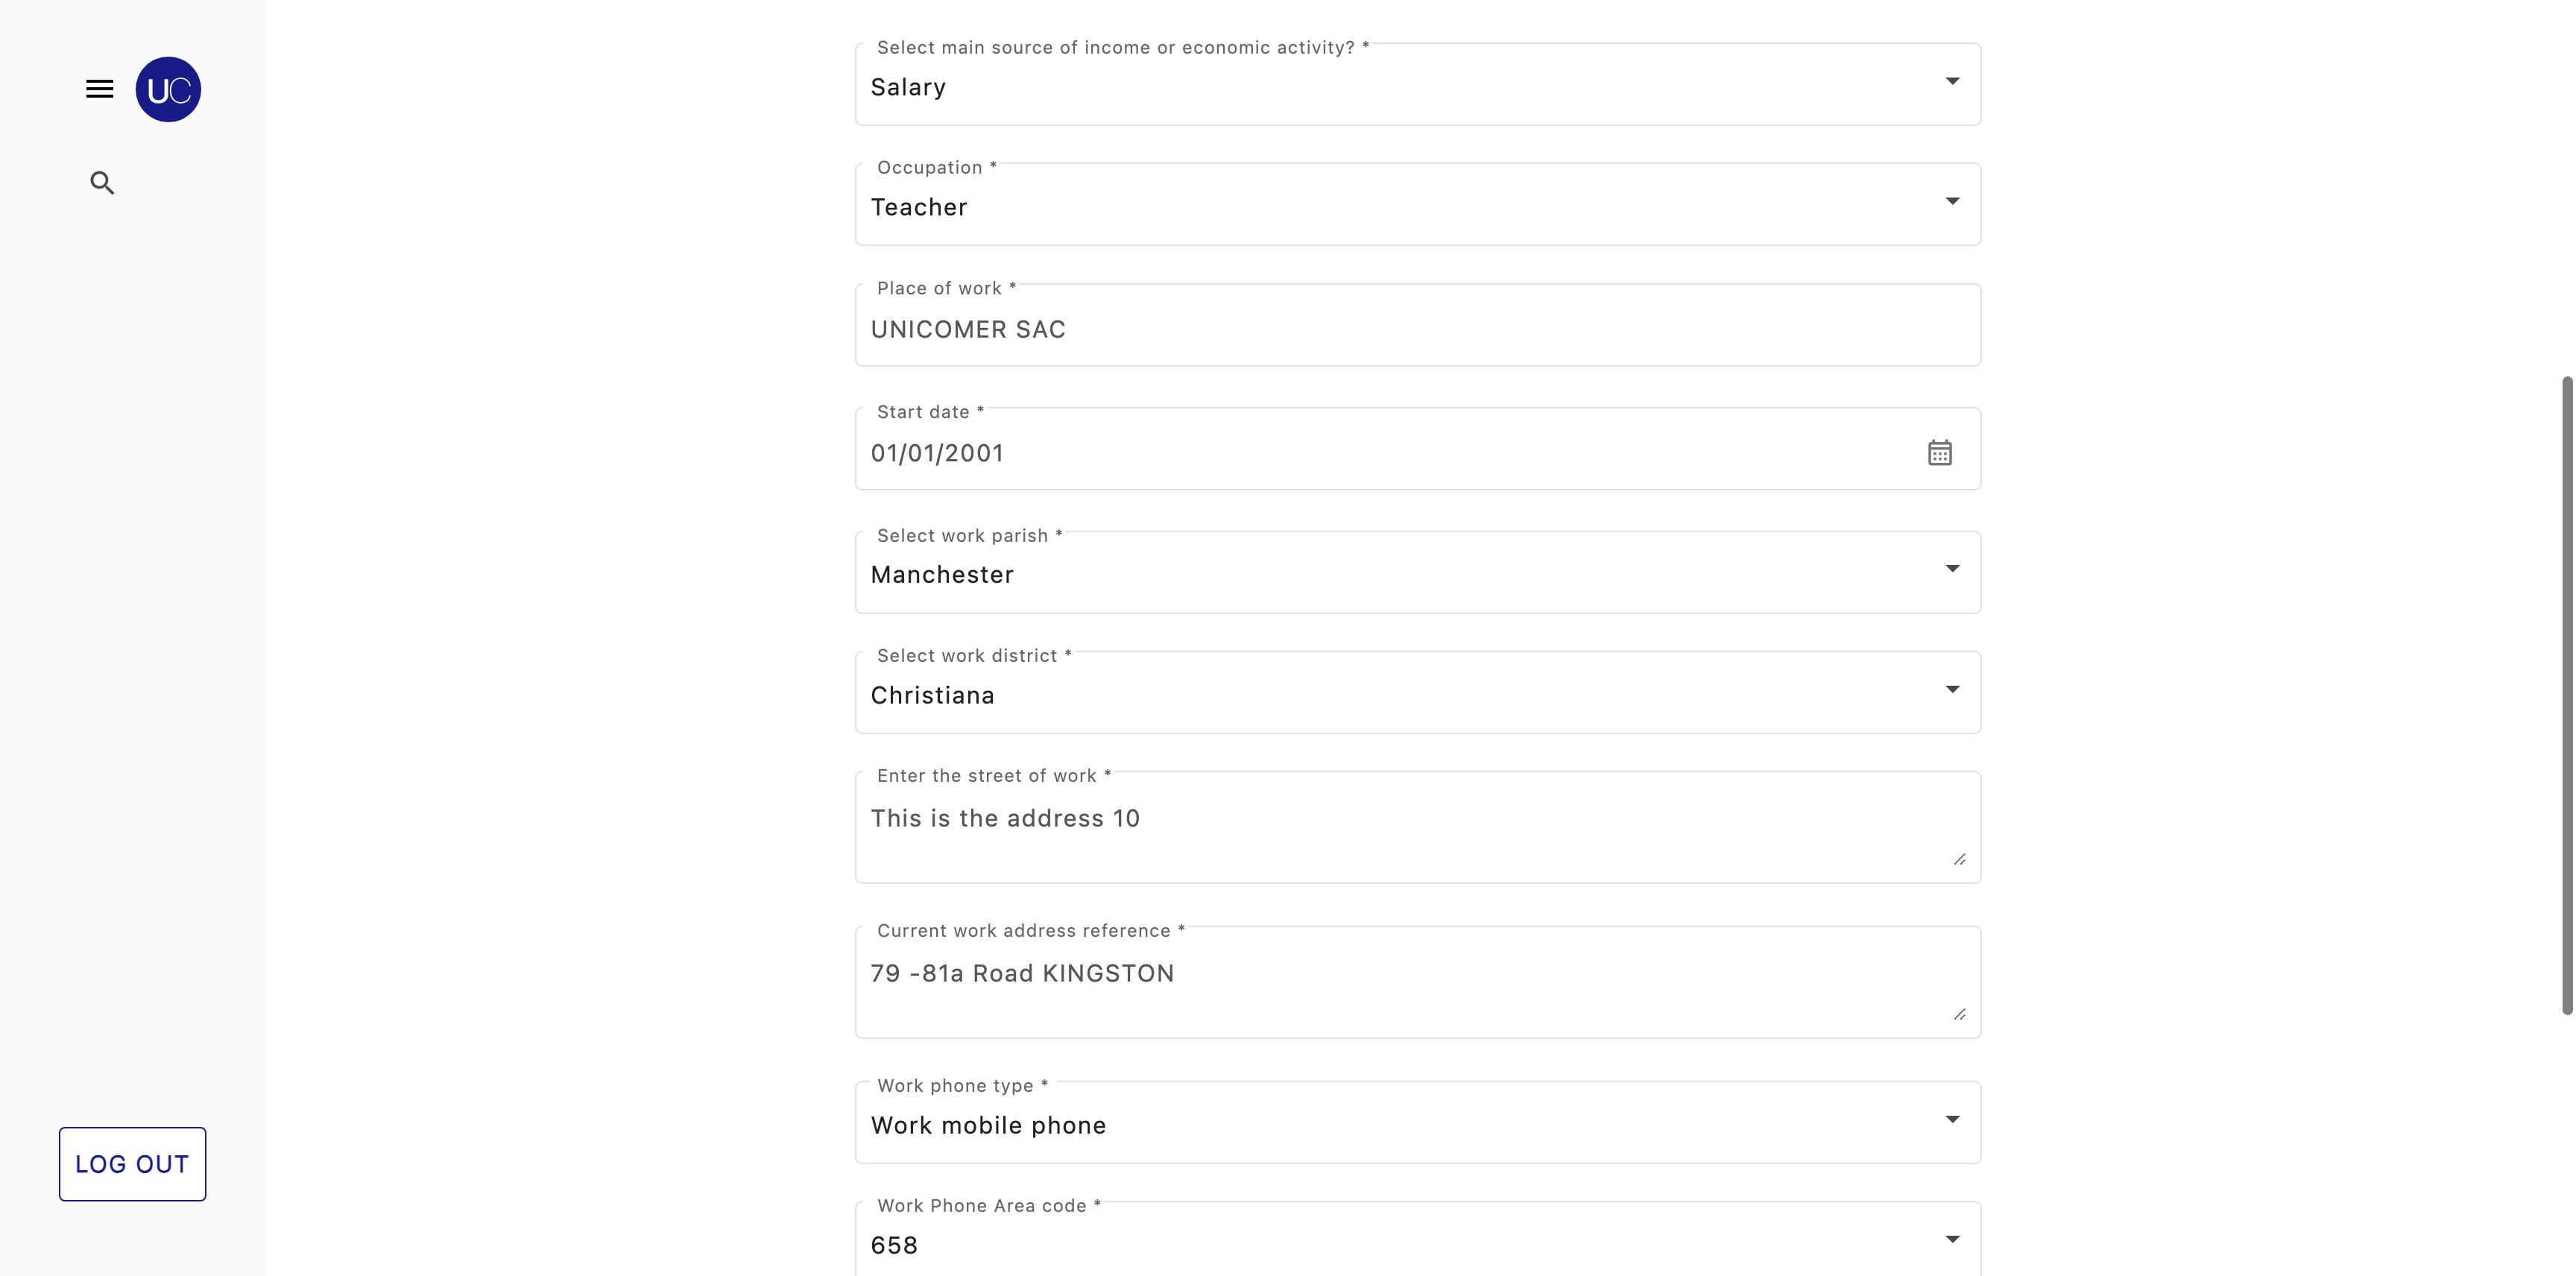 UC
Select main source of income or economic activity? *
Salary
Occupation *
Teacher
Place of work *
UNICOMER SAC
Start date *
01/01/2001
Select work parish *
Manchester
Select work district *
Christiana
Enter the street of work *
This is the address 10
Current work address reference *
79 -81a Road KINGSTON
Work phone type *
Work mobile phone
Work Phone Area code *
658
LOG OUT